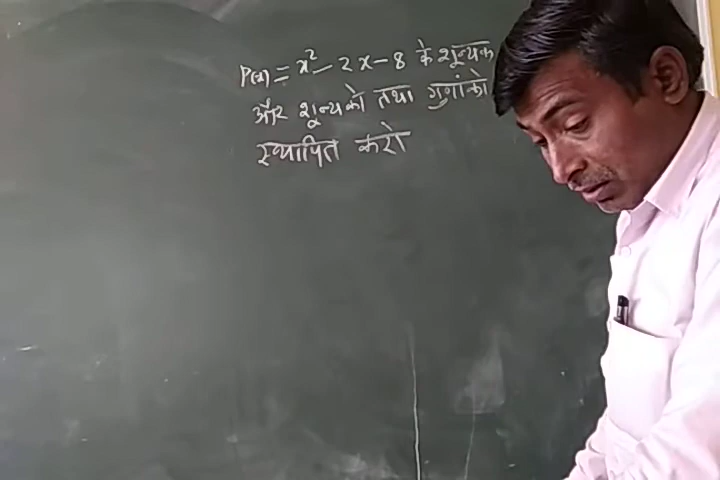 P(x) = x² - 2x - 8 के शून्यक
और शून्यको तथा गुणांको
स्थापित करो